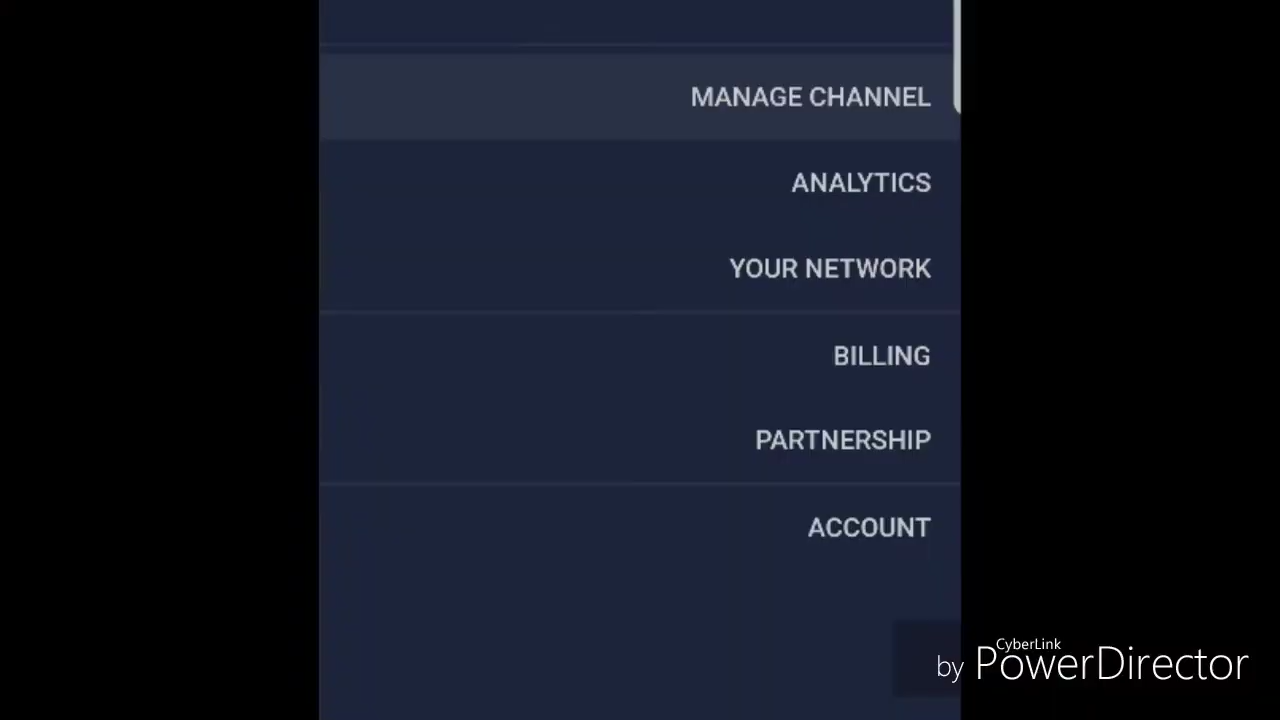 MANAGE CHANNEL
ANALYTICS
YOUR NETWORK
BILLING
PARTNERSHIP
ACCOUNT
CyberLink
by PowerDirector